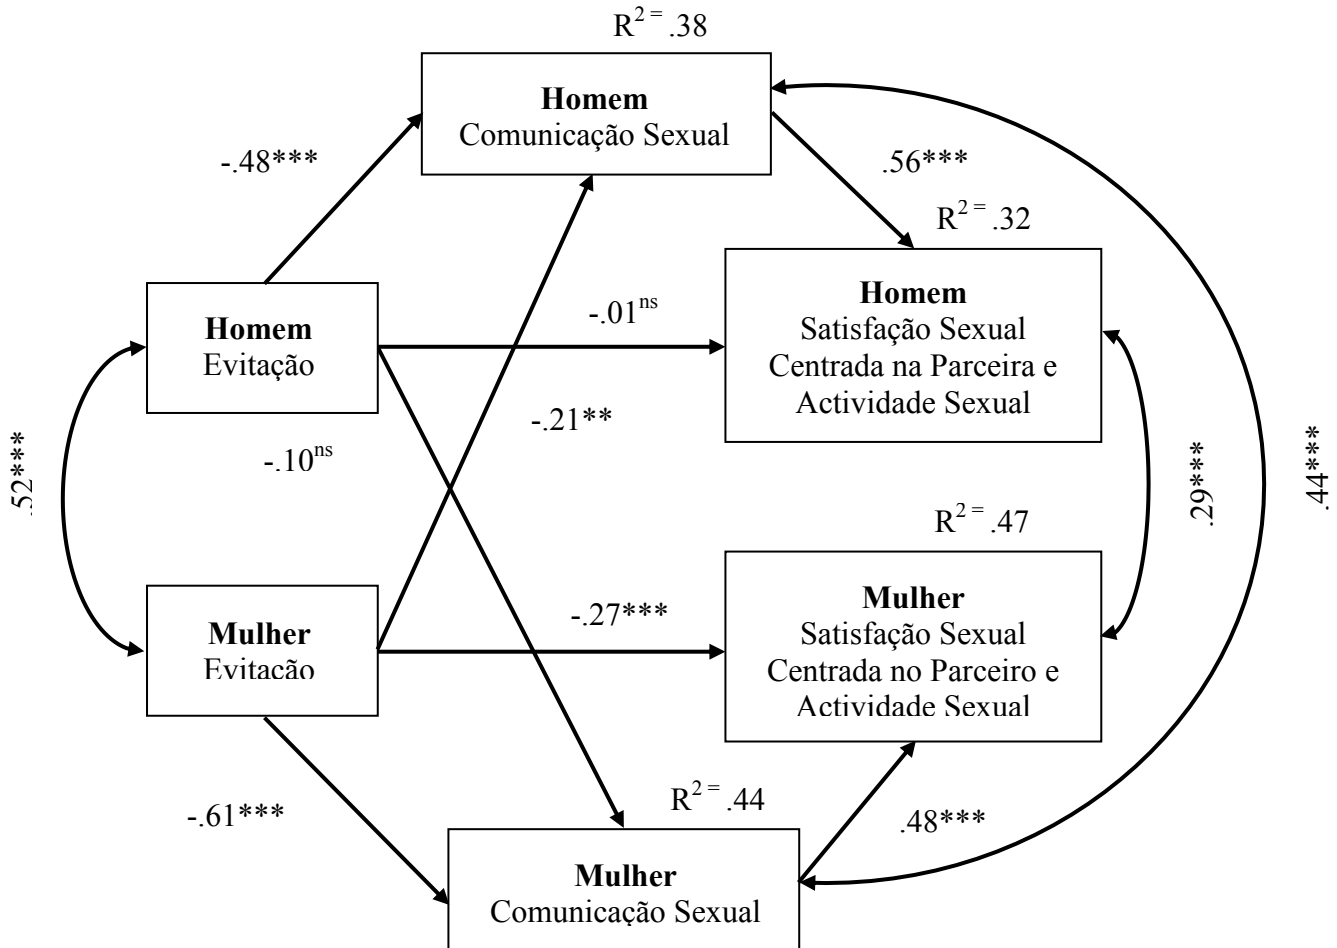 R² = .38
Homem
Comunicação Sexual
-.48***
.56***
R² = .32
Homem
Evitação
-.01ⁿˢ
Homem
Satisfação Sexual
Centrada na Parceira e
Actividade Sexual
-.21**
-.10ⁿˢ
.52***
.29***
.44***
R² = .47
Mulher
Evitação
-.27***
Mulher
Satisfação Sexual
Centrada no Parceiro e
Actividade Sexual
-.61***
R² = .44
.48***
Mulher
Comunicação Sexual